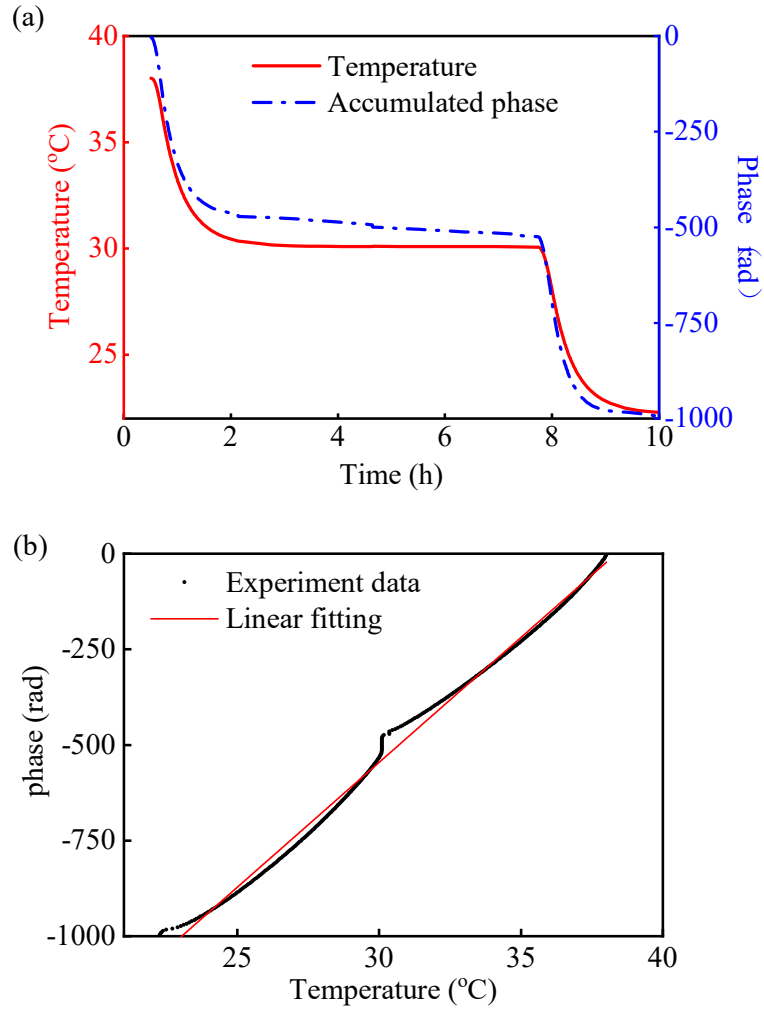 (a)
40
35
30
25
Temperature (°C)
Temperature
Accumulated phase
0
-250
-500
-750
-1000
Phase (rad)
0
2
4
6
8
10
Time (h)
(b)
0
-250
-500
-750
-1000
phase (rad)
Experiment data
Linear fitting
25
30
35
40
Temperature (°C)